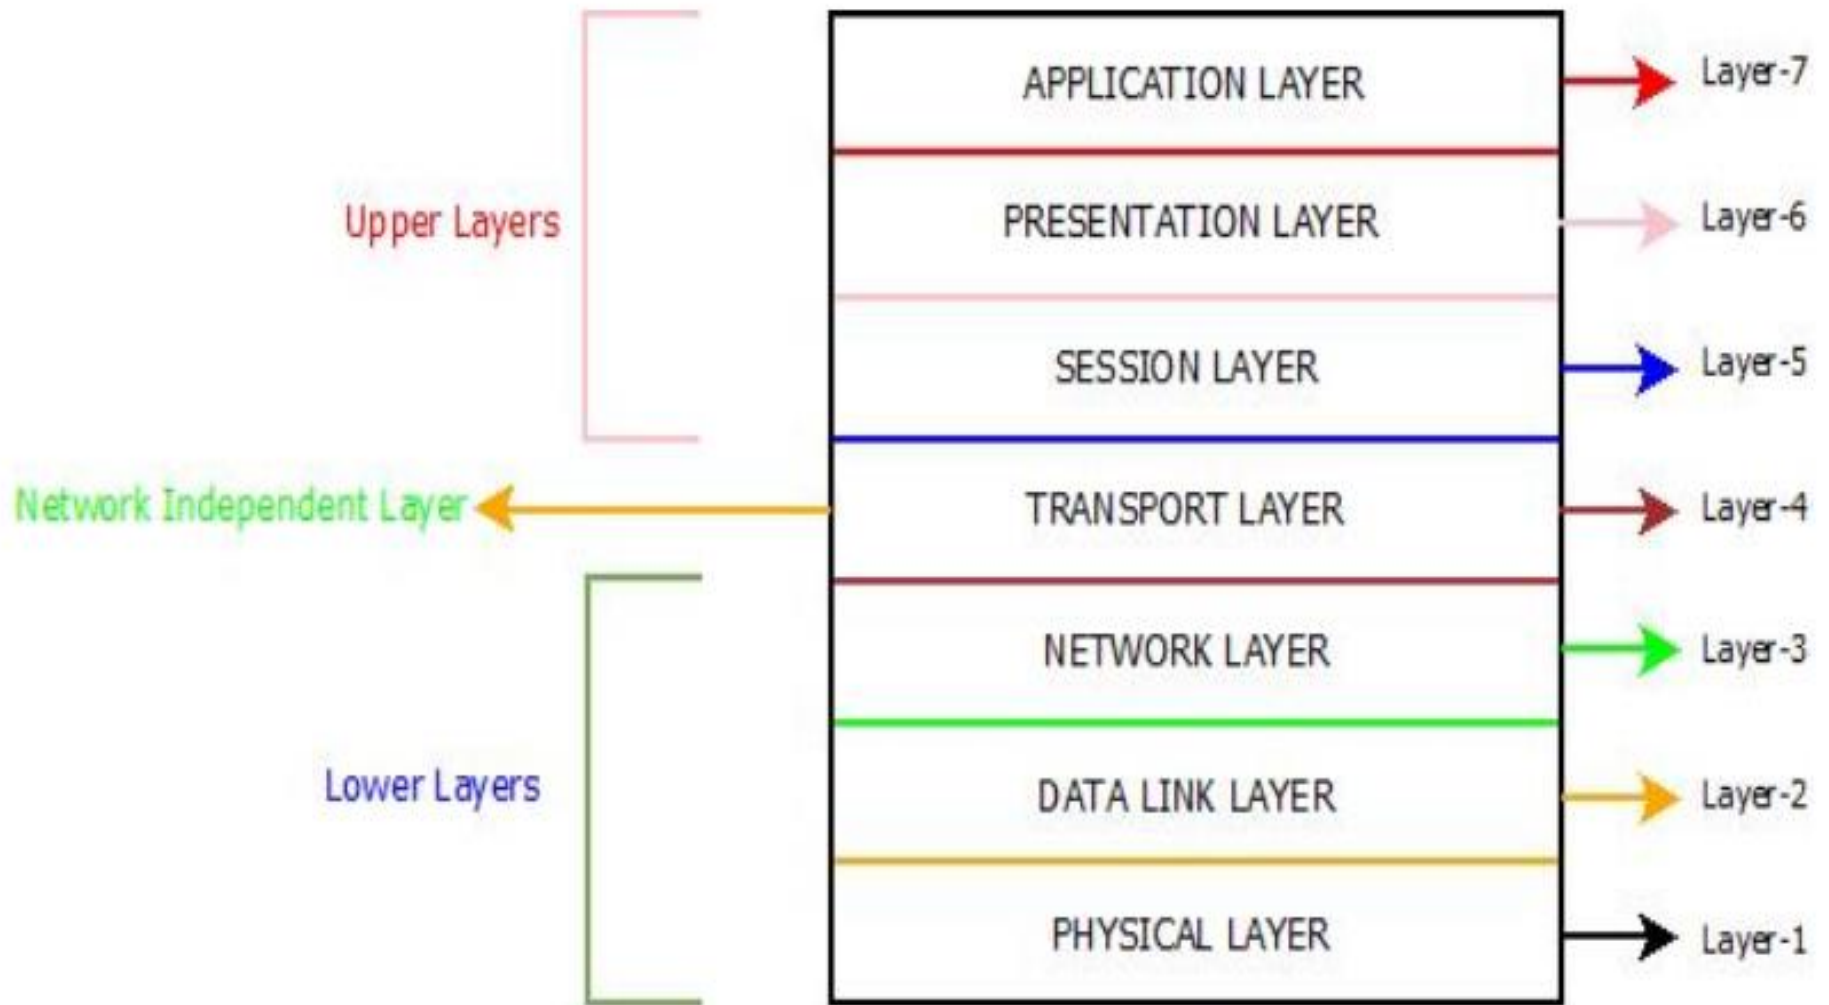 APPLICATION LAYER
Layer-7
Upper Layers
PRESENTATION LAYER
Layer-6
SESSION LAYER
Layer-5
Network Independent Layer
TRANSPORT LAYER
Layer-4
NETWORK LAYER
Layer-3
Lower Layers
DATA LINK LAYER
Layer-2
PHYSICAL LAYER
Layer-1